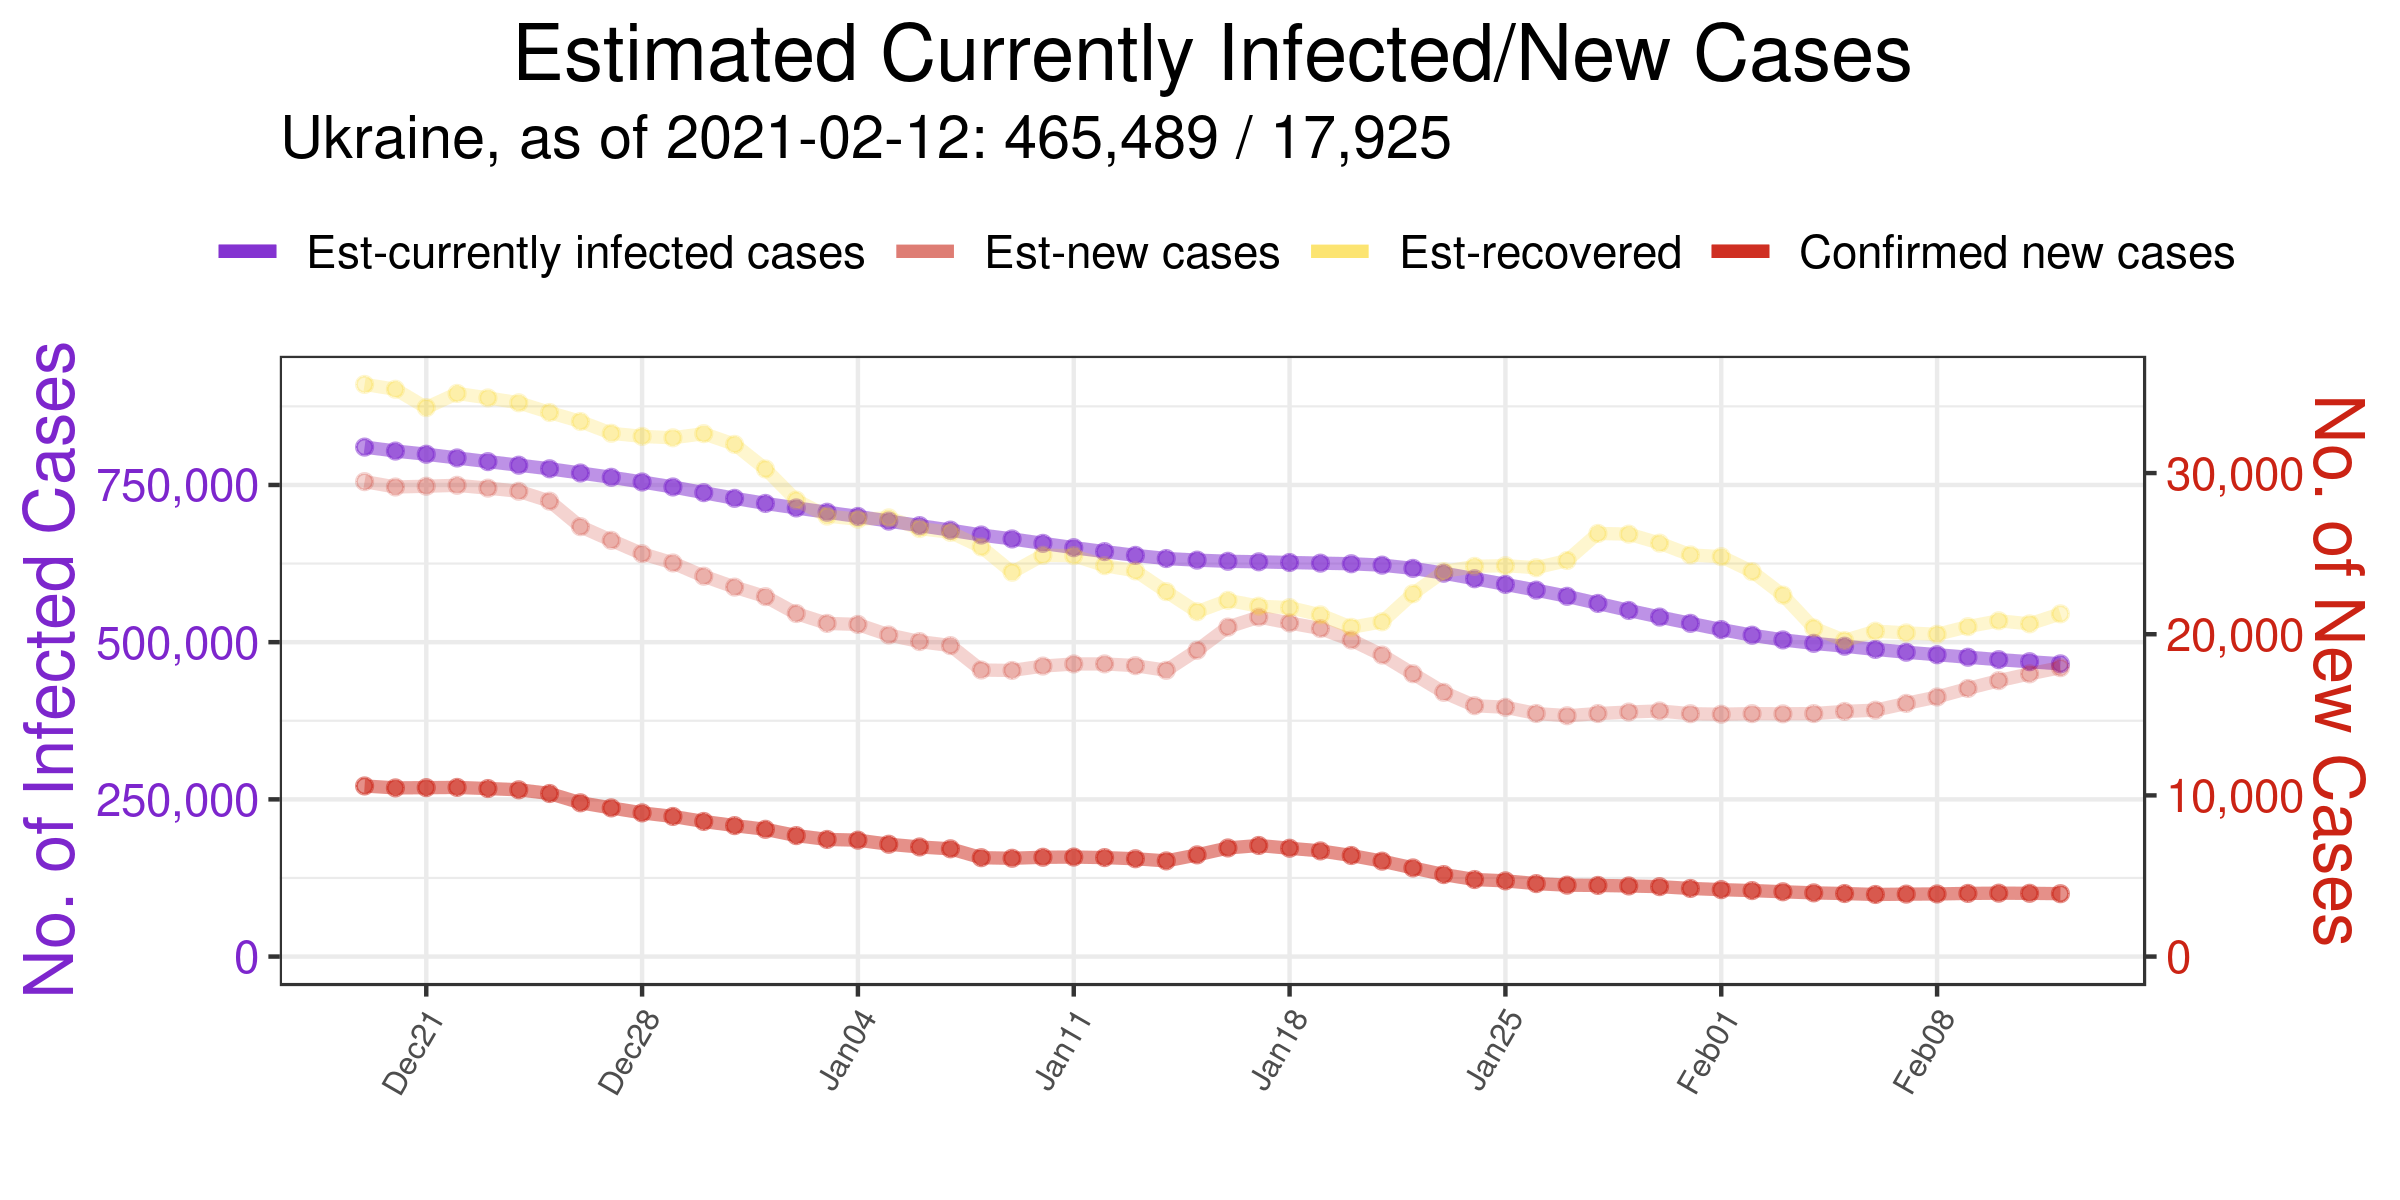 Estimated Currently Infected/New Cases
Ukraine, as of 2021-02-12: 465,489 / 17,925
Est-currently infected cases Est-new cases Est-recovered Confirmed new cases
No. of Infected Cases
750,000
500,000
250,000
0
30,000
20,000
10,000
0
No. of New Cases
Dec21 Dec28 Jan04 Jan11 Jan18 Jan25 Feb01 Feb08